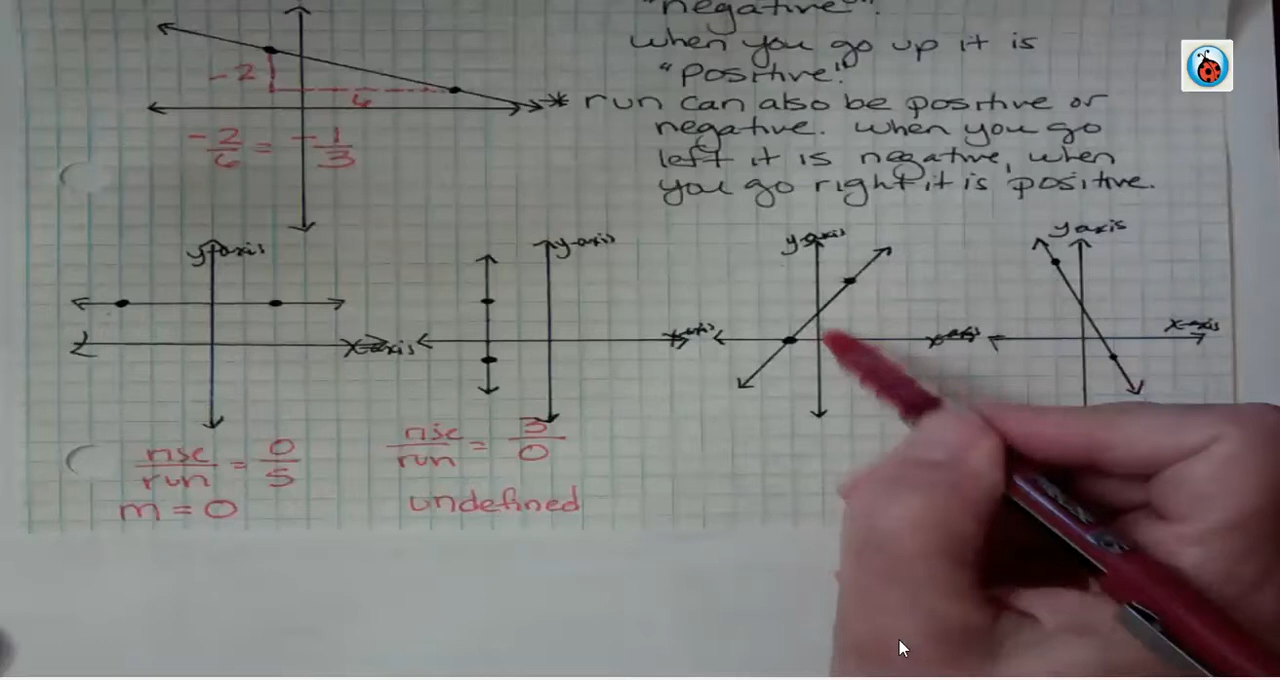 "negative".
when you go up it is
"positive."
* run can also be positive or
negative. when you go
left it is negative, when
you go right it is positive.
-2
6
-2/6 = -1/3
y-axis
x-axis
y-axis
x-axis
y-axis
x-axis
y axis
x-axis
rise/run = 0/5
m = 0
rise/run = 3/0
undefined